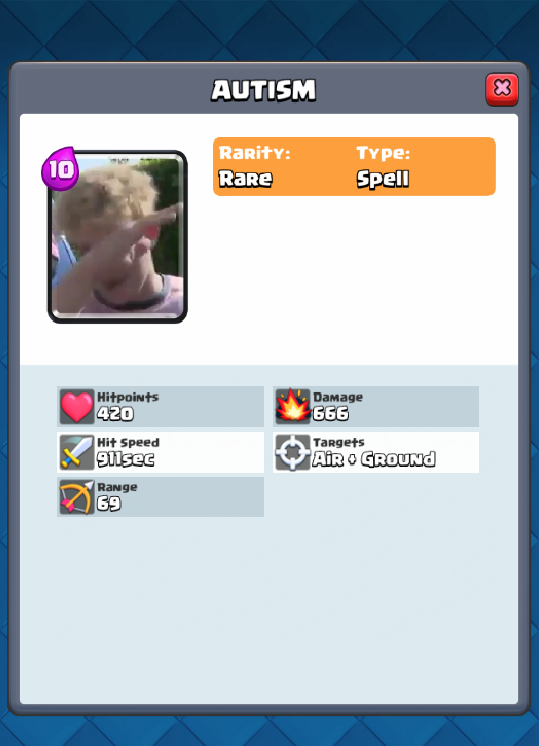 AUTISM
10
Rarity: Type:
Rare Spell
Hitpoints
420
Damage
666
Hit Speed
911sec
Targets
Air + Ground
Range
69